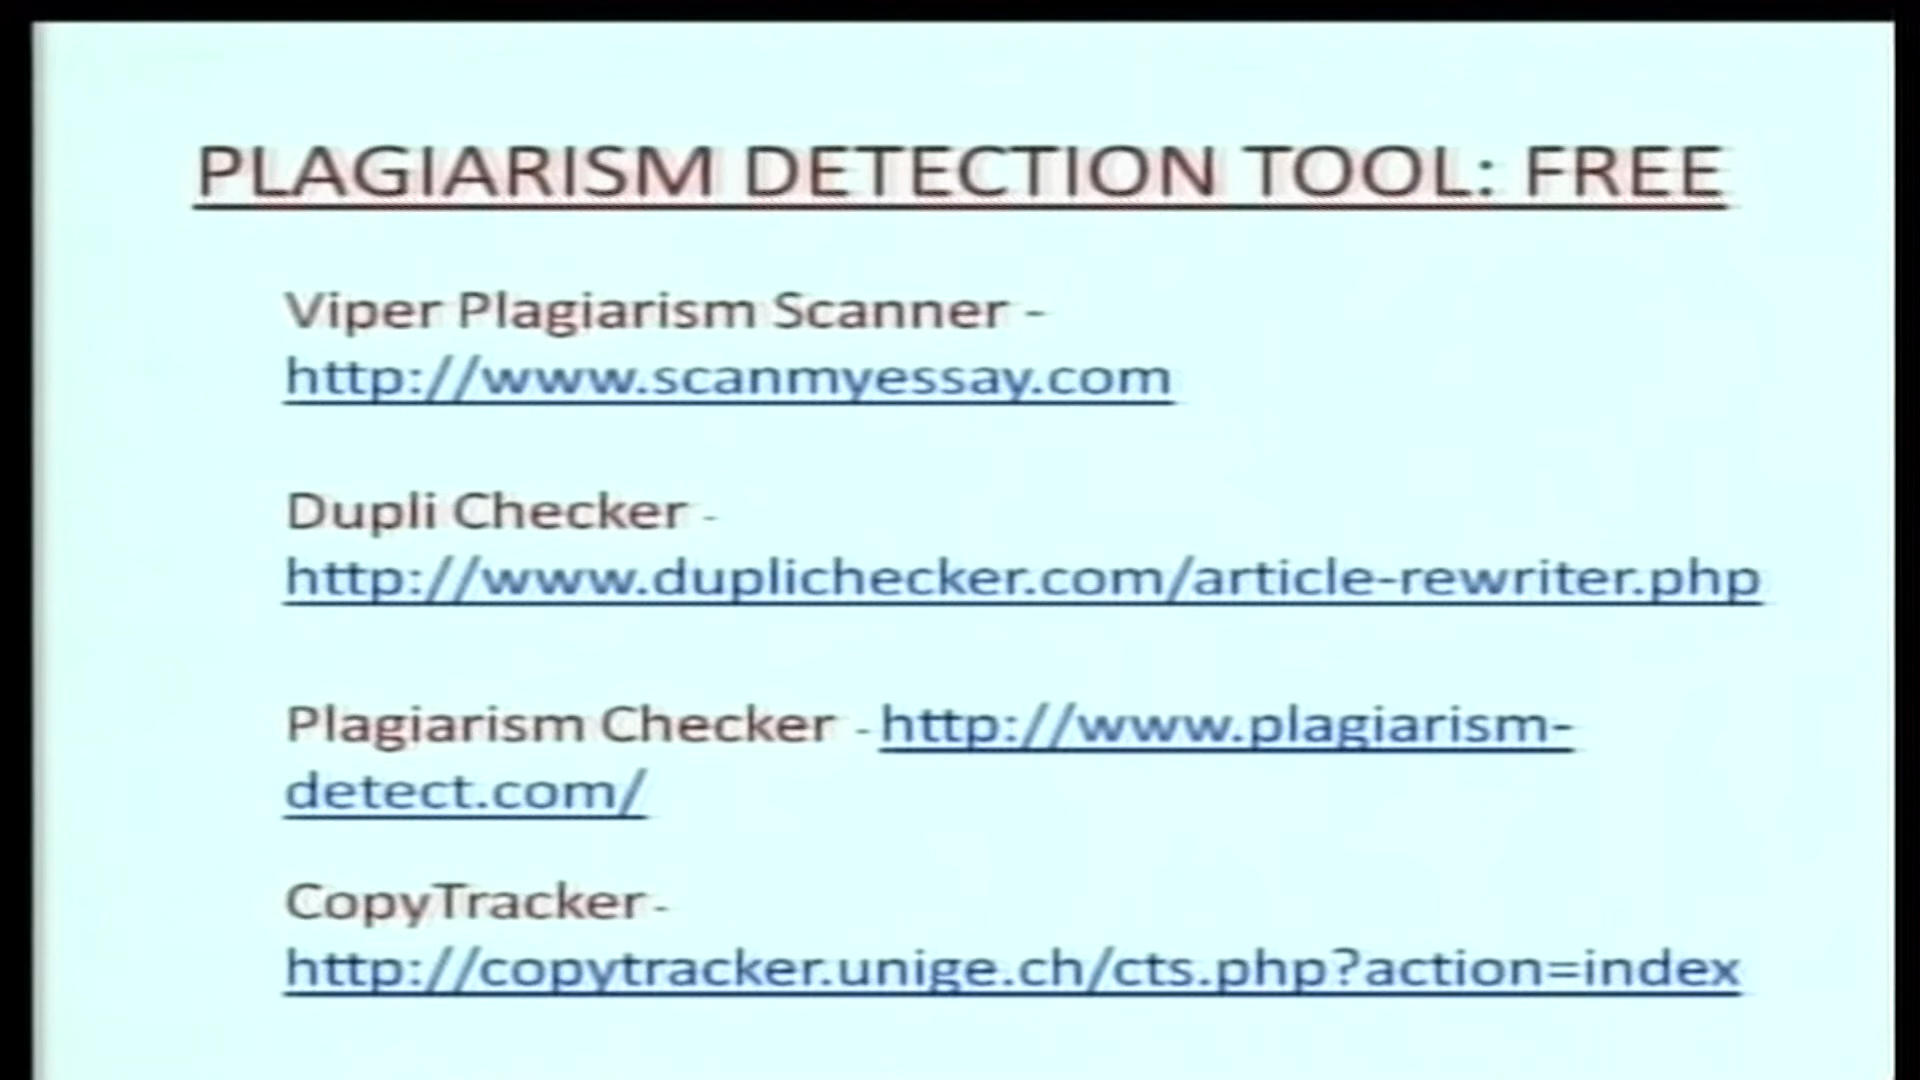 PLAGIARISM DETECTION TOOL: FREE
Viper Plagiarism Scanner -
http://www.scanmyessay.com
Dupli Checker -
http://www.duplichecker.com/article-rewriter.php
Plagiarism Checker - http://www.plagiarism-
detect.com/
CopyTracker -
http://copytracker.unige.ch/cts.php?action=index